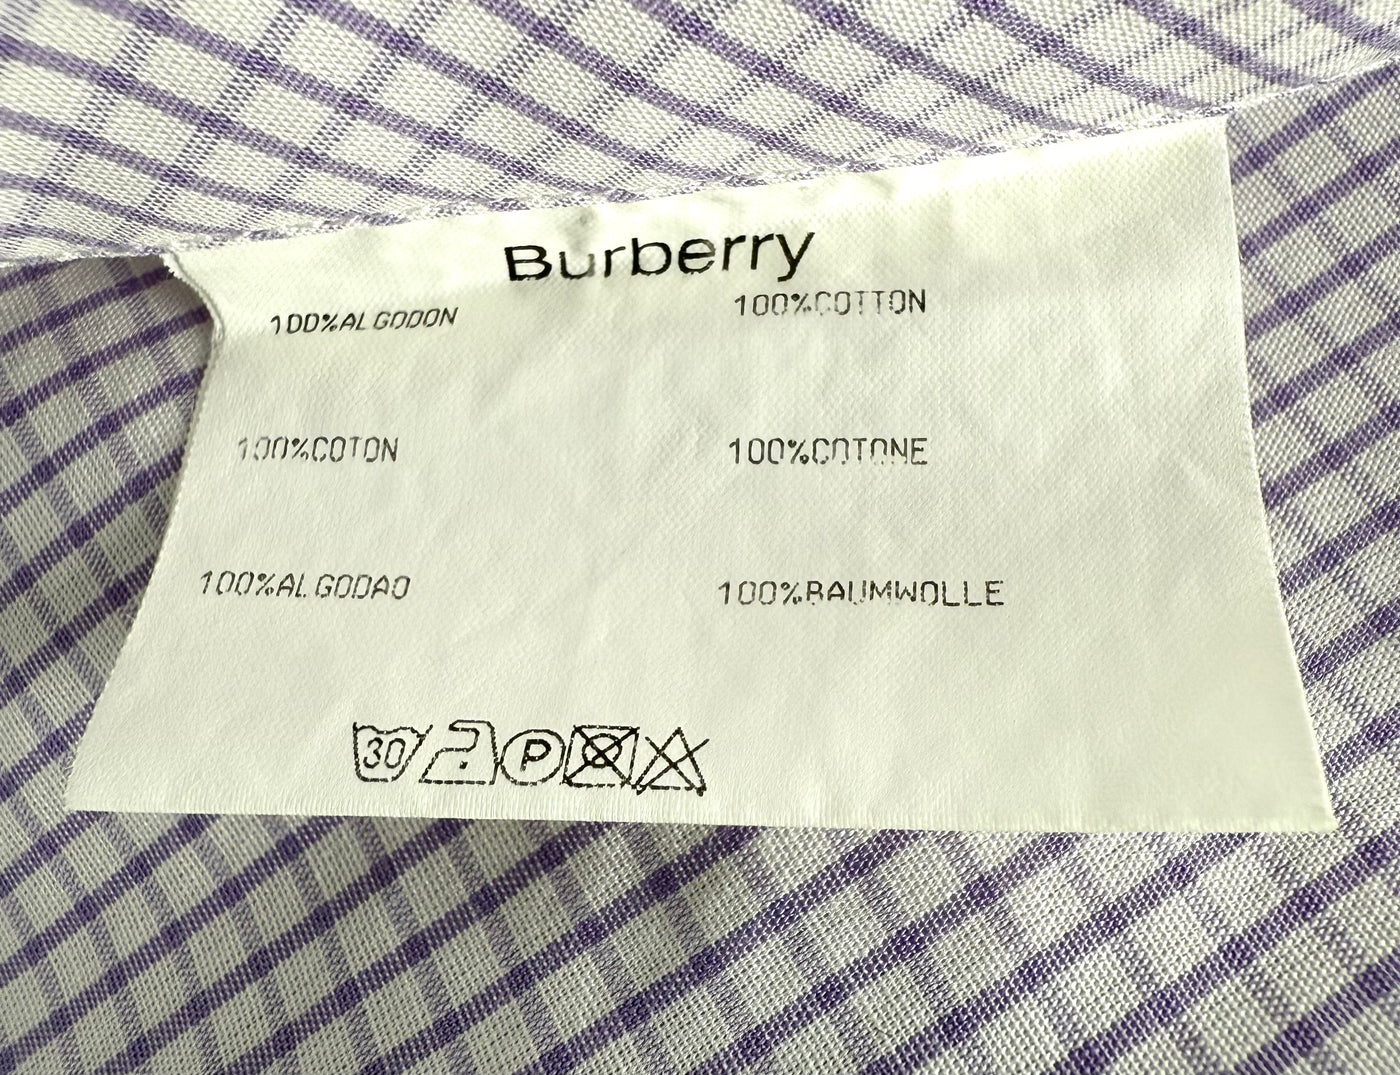 Burberry
100%ALGODON 100%COTTON
100%COTON 100%COTONE
100%ALGODAO 100%BAUMWOLLE
30 P